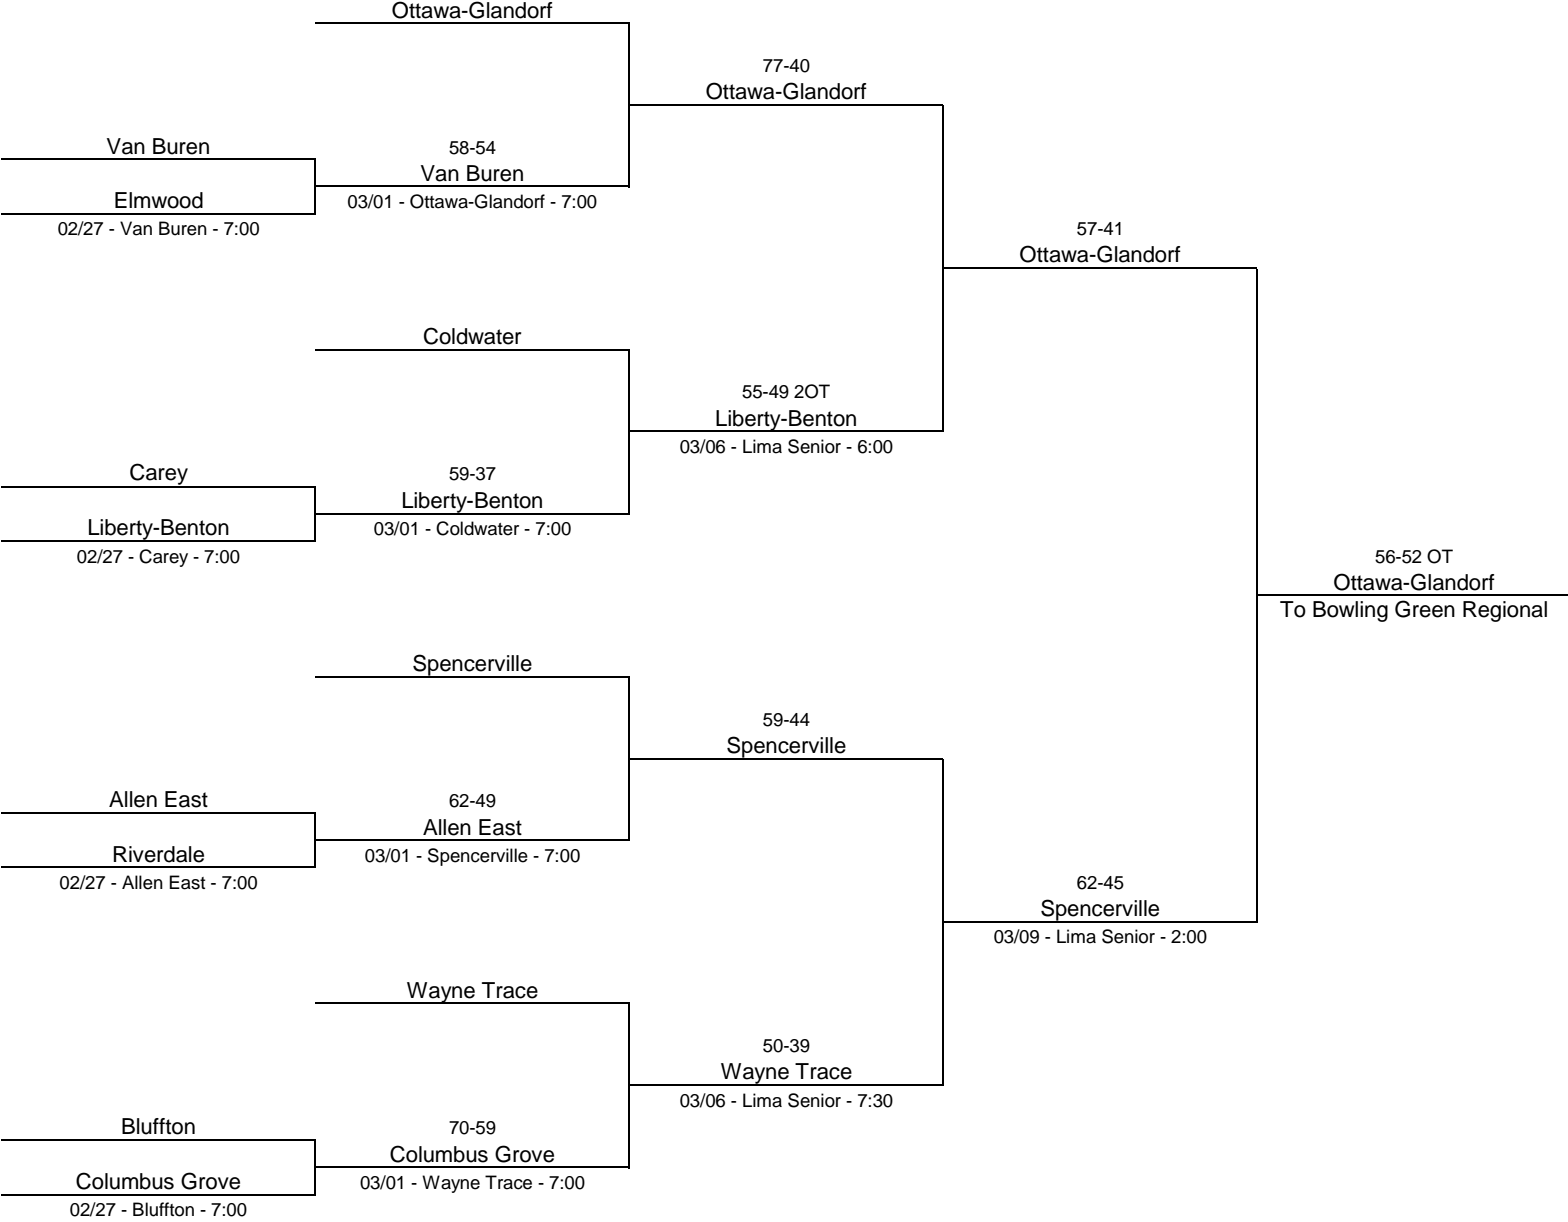 Ottawa-Glandorf
77-40
Ottawa-Glandorf
Van Buren
58-54
Van Buren
Elmwood
03/01 - Ottawa-Glandorf - 7:00
02/27 - Van Buren - 7:00
57-41
Ottawa-Glandorf
Coldwater
55-49 2OT
Liberty-Benton
03/06 - Lima Senior - 6:00
Carey
59-37
Liberty-Benton
Liberty-Benton
03/01 - Coldwater - 7:00
02/27 - Carey - 7:00
56-52 OT
Ottawa-Glandorf
To Bowling Green Regional
Spencerville
59-44
Spencerville
Allen East
62-49
Allen East
Riverdale
03/01 - Spencerville - 7:00
02/27 - Allen East - 7:00
62-45
Spencerville
03/09 - Lima Senior - 2:00
Wayne Trace
50-39
Wayne Trace
03/06 - Lima Senior - 7:30
Bluffton
70-59
Columbus Grove
Columbus Grove
03/01 - Wayne Trace - 7:00
02/27 - Bluffton - 7:00